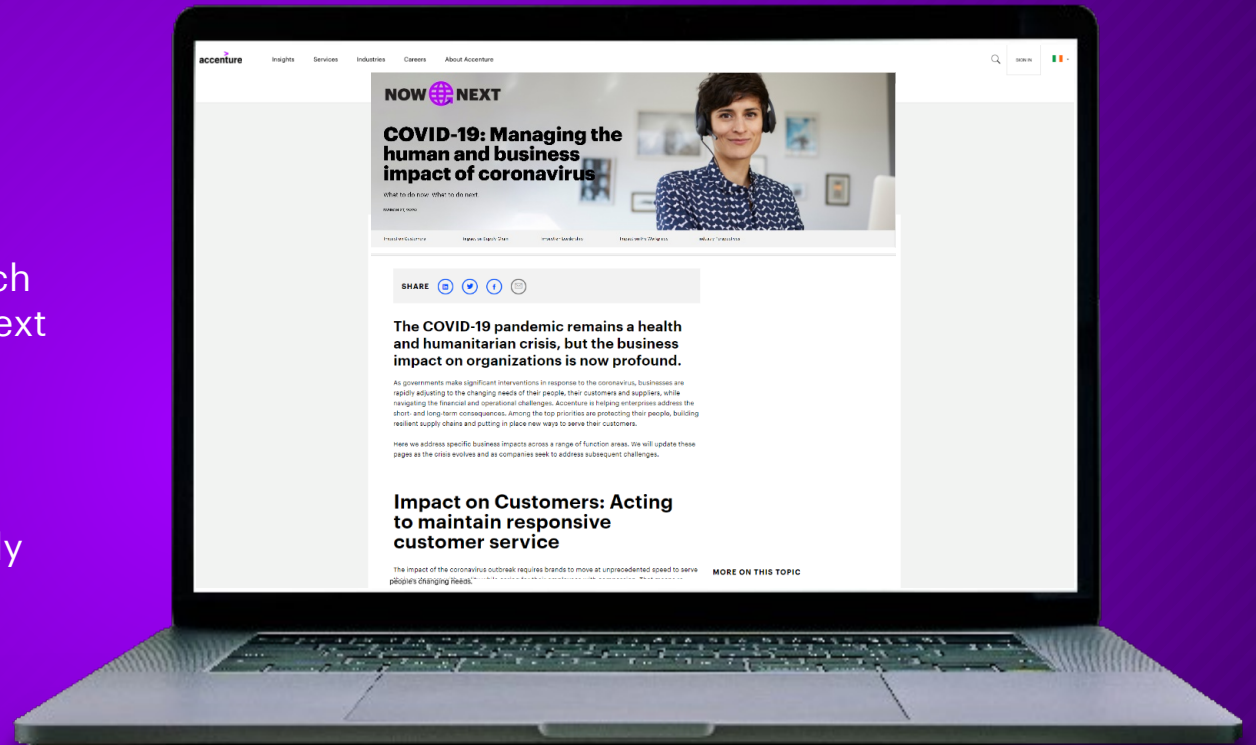 ch
ext
ly
accenture
Insights Services Industries Careers About Accenture
SIGN IN
NOW NEXT
COVID-19: Managing the
human and business
impact of coronavirus
What to do now. What to do next.
SHARE
The COVID-19 pandemic remains a health
and humanitarian crisis, but the business
impact on organizations is now profound.
As governments make significant interventions in response to the coronavirus, businesses are
rapidly adjusting to the changing needs of their people, their customers and suppliers, while
navigating the financial and operational challenges. Accenture is helping enterprises address the
short- and long-term consequences. Among the top priorities are protecting their people, building
resilient supply chains and putting in place new ways to serve their customers.
Here we address specific business impacts across a range of function areas. We will update these
pages as the crisis evolves and as companies seek to address subsequent challenges.
Impact on Customers: Acting
to maintain responsive
customer service
The impact of the coronavirus outbreak requires brands to move at unprecedented speed to serve
people's changing needs.
MORE ON THIS TOPIC